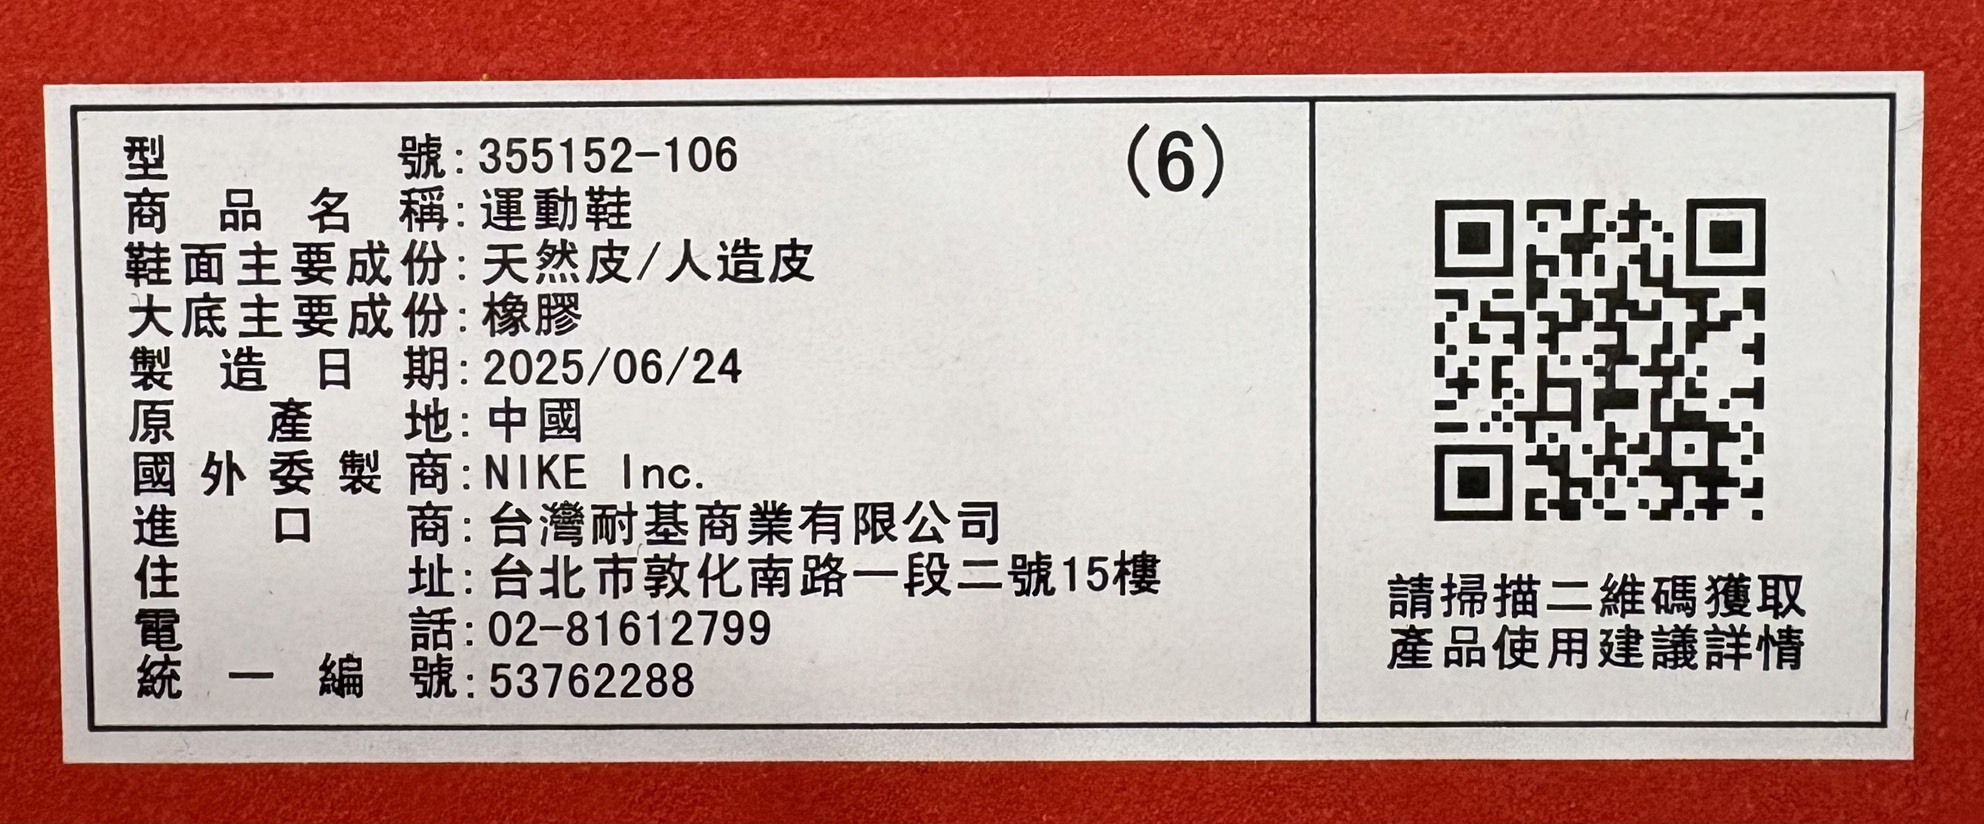 型號:355152-106
(6)
商品名稱:運動鞋
鞋面主要成份:天然皮/人造皮
大底主要成份:橡膠
製造日期:2025/06/24
原產地:中國
國外委製商:NIKE Inc.
進口商:台灣耐基商業有限公司
住址:台北市敦化南路一段二號15樓
電話:02-81612799
統一編號:53762288
請掃描二維碼獲取
產品使用建議詳情